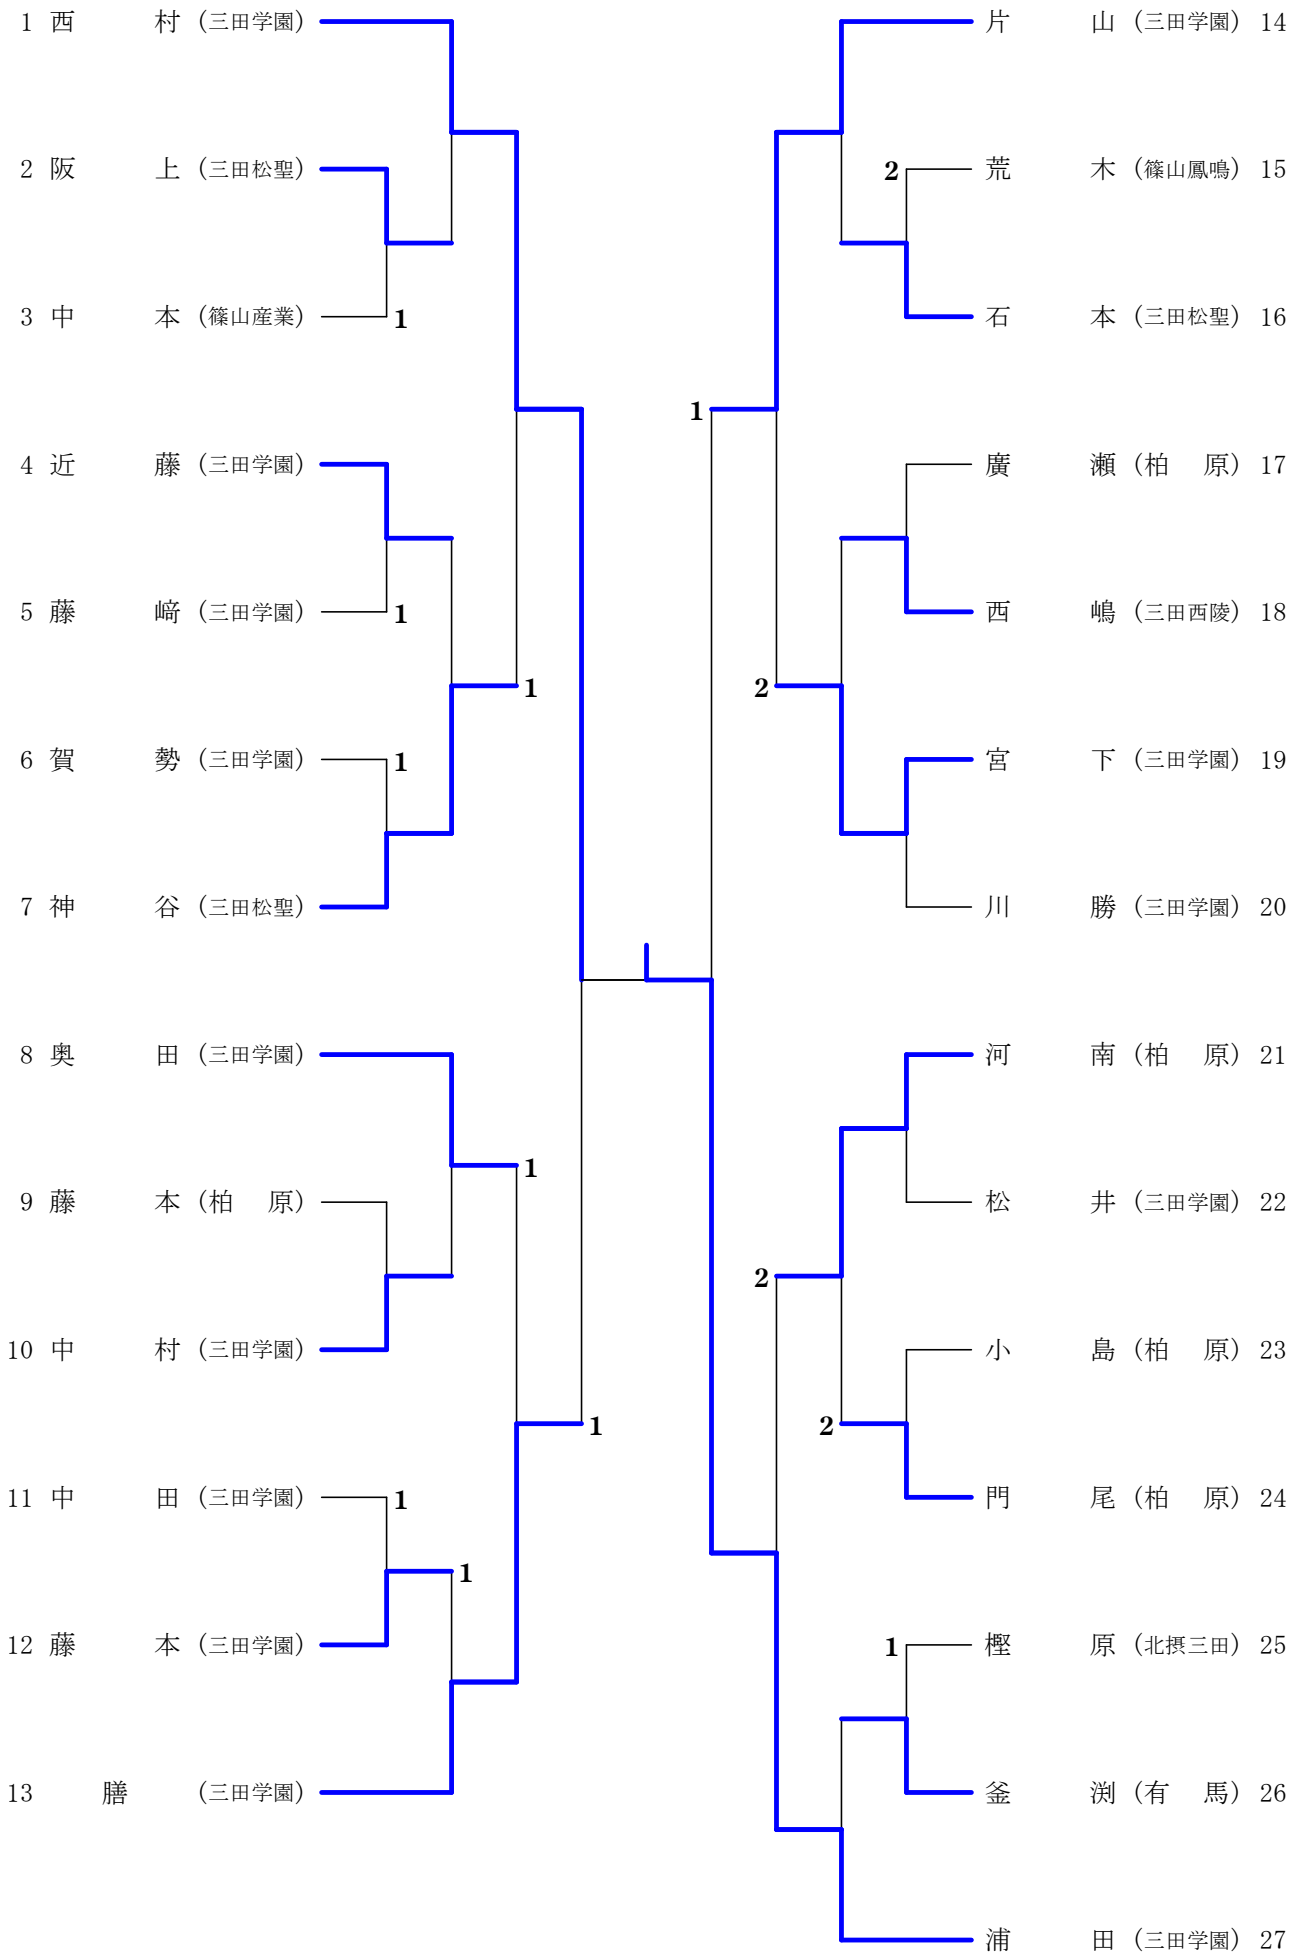 1 西 村 (三田学園)
2 阪 上 (三田松聖)
3 中 本 (篠山産業) 1
4 近 藤 (三田学園)
5 藤 﨑 (三田学園) 1
1
6 賀 勢 (三田学園) 1
7 神 谷 (三田松聖)
8 奥 田 (三田学園)
1
9 藤 本 (柏 原)
10 中 村 (三田学園)
1
11 中 田 (三田学園) 1
1
12 藤 本 (三田学園)
13 膳 (三田学園)
片 山 (三田学園) 14
2 荒 木 (篠山鳳鳴) 15
石 本 (三田松聖) 16
1
廣 瀬 (柏 原) 17
西 嶋 (三田西陵) 18
2
宮 下 (三田学園) 19
川 勝 (三田学園) 20
河 南 (柏 原) 21
松 井 (三田学園) 22
2
小 島 (柏 原) 23
2
門 尾 (柏 原) 24
1 樫 原 (北摂三田) 25
釜 渕 (有 馬) 26
浦 田 (三田学園) 27